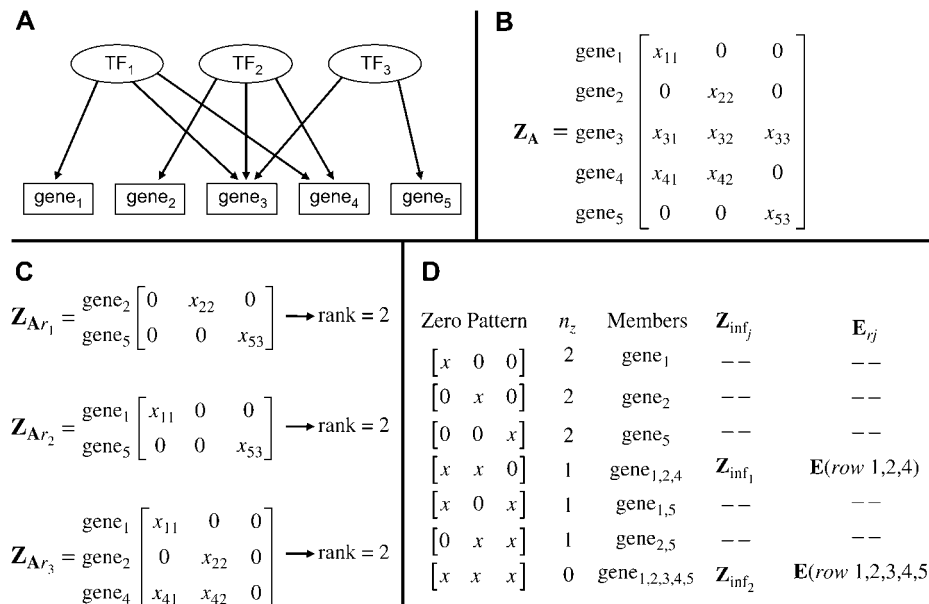 A
TF1 TF2 TF3
gene1 gene2 gene3 gene4 gene5
B
gene1 x11 0 0
gene2 0 x22 0
ZA = gene3 x31 x32 x33
gene4 x41 x42 0
gene5 0 0 x53
C
ZAr1 = gene2 [0 x22 0] rank = 2
gene5 [0 0 x53]
ZAr2 = gene1 [x11 0 0] rank = 2
gene5 [0 0 x53]
gene1 [x11 0 0]
ZAr3 = gene2 [0 x22 0] rank = 2
gene4 [x41 x42 0]
D
Zero Pattern nz Members Zinfj Erj
[x 0 0] 2 gene1 −− −−
[0 x 0] 2 gene2 −− −−
[0 0 x] 2 gene5 −− −−
[x x 0] 1 gene1,2,4 Zinf1 E(row 1,2,4)
[x 0 x] 1 gene1,5 −− −−
[0 x x] 1 gene2,5 −− −−
[x x x] 0 gene1,2,3,4,5 Zinf2 E(row 1,2,3,4,5